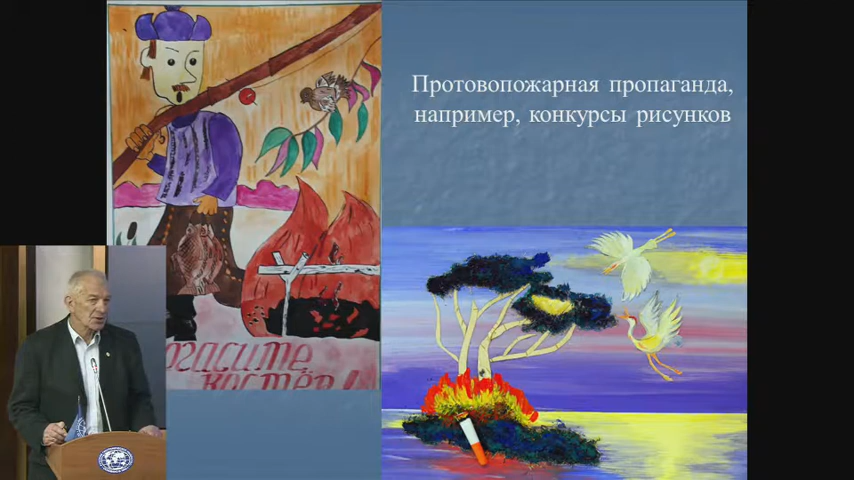 Протовопожарная пропаганда,
например, конкурсы рисунков
огасите
костёр!